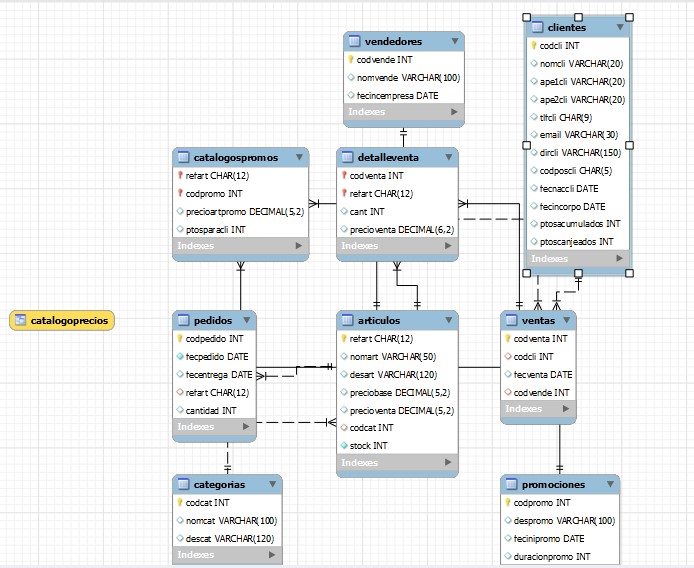 vendedores
codvende INT
nomvende VARCHAR(100)
fecincempresa DATE
Indexes
clientes
codcli INT
nomcli VARCHAR(20)
ape1cli VARCHAR(20)
ape2cli VARCHAR(20)
tlfcli CHAR(9)
email VARCHAR(30)
dircli VARCHAR(150)
codposcli CHAR(5)
fecnaccli DATE
fecincorpo DATE
ptosacumulados INT
ptoscanjeados INT
Indexes
catalogospromos
refart CHAR(12)
codpromo INT
precioartpromo DECIMAL(5,2)
ptosparacli INT
Indexes
detalleventa
codventa INT
refart CHAR(12)
cant INT
precioventa DECIMAL(6,2)
Indexes
catalogoprecios
pedidos
codpedido INT
fecpedido DATE
fecentrega DATE
refart CHAR(12)
cantidad INT
Indexes
articulos
refart CHAR(12)
nomart VARCHAR(50)
desart VARCHAR(120)
preciobase DECIMAL(5,2)
precioventa DECIMAL(5,2)
codcat INT
stock INT
Indexes
ventas
codventa INT
codcli INT
fecventa DATE
codvende INT
Indexes
categorias
codcat INT
nomcat VARCHAR(100)
descat VARCHAR(120)
Indexes
promociones
codpromo INT
despromo VARCHAR(100)
fecinipromo DATE
duracionpromo INT